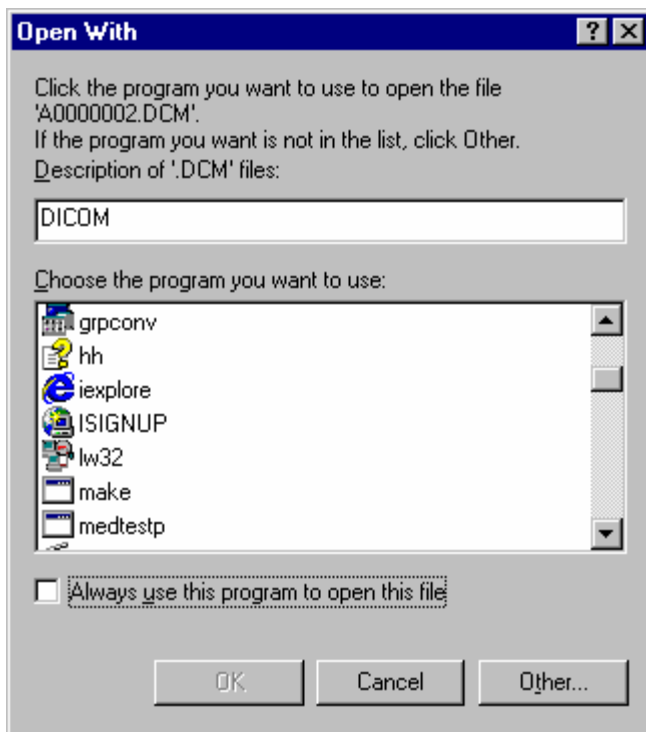 Open With
Click the program you want to use to open the file
'A0000002.DCM'.
If the program you want is not in the list, click Other.
Description of '.DCM' files:
DICOM
Choose the program you want to use:
grpconv
hh
iexplore
ISIGNUP
lw32
make
medtestp
Always use this program to open this file
OK Cancel Other...